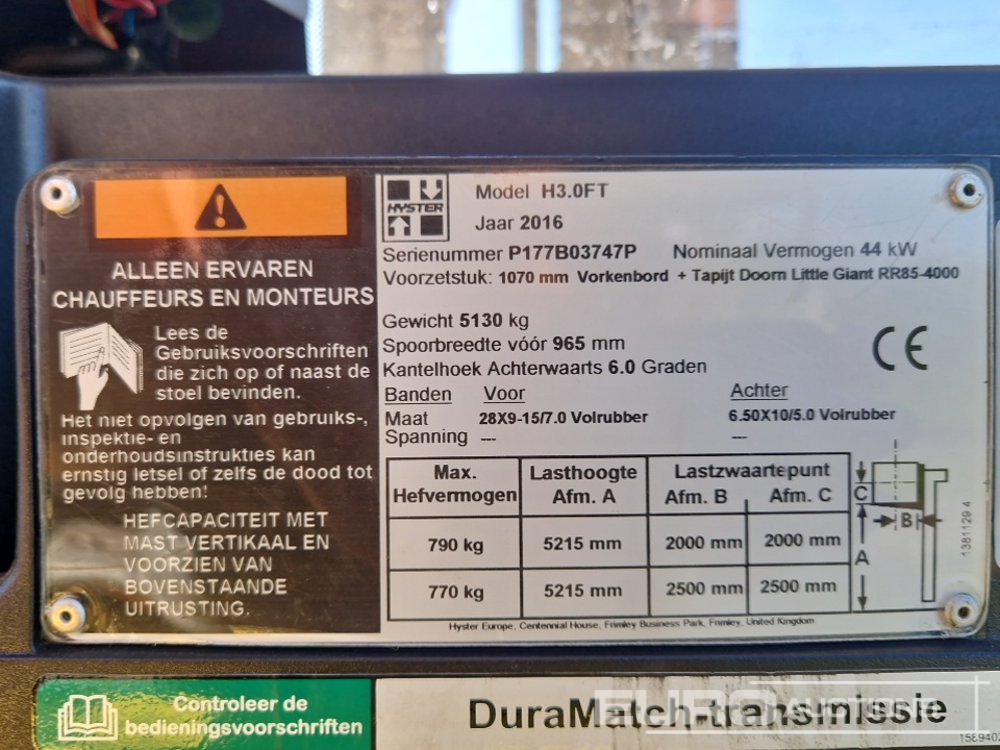 ALLEEN ERVAREN
CHAUFFEURS EN MONTEURS
Lees de
Gebruiksvoorschriften
die zich op of naast de
stoel bevinden.
Het niet opvolgen van gebruiks-,
inspektie- en
onderhoudsinstrukties kan
ernstig letsel of zelfs de dood tot
gevolg hebben!
HEFCAPACITEIT MET
MAST VERTIKAAL EN
VOORZIEN VAN
BOVENSTAANDE
UITRUSTING.
HYSTER
Model H3.0FT
Jaar 2016
Serienummer P177B03747P Nominaal Vermogen 44 kW
Voorzetstuk: 1070 mm Vorkenbord + Tapijt Doorn Little Giant RR85-4000
Gewicht 5130 kg
Spoorbreedte vóór 965 mm
Kantelhoek Achterwaarts 6.0 Graden
CE
Banden Voor Achter
Maat 28X9-15/7.0 Volrubber 6.50X10/5.0 Volrubber
Spanning --- ---
Max. Lasthoogte Lastzwaartepunt
Hefvermogen Afm. A Afm. B Afm. C
790 kg 5215 mm 2000 mm 2000 mm
770 kg 5215 mm 2500 mm 2500 mm
C
B
A
1381129 4
Hyster Europe, Centennial House, Frimley Business Park, Frimley, United Kingdom
Controleer de
bedieningsvoorschriften
DuraMatch-transmissie
EURO